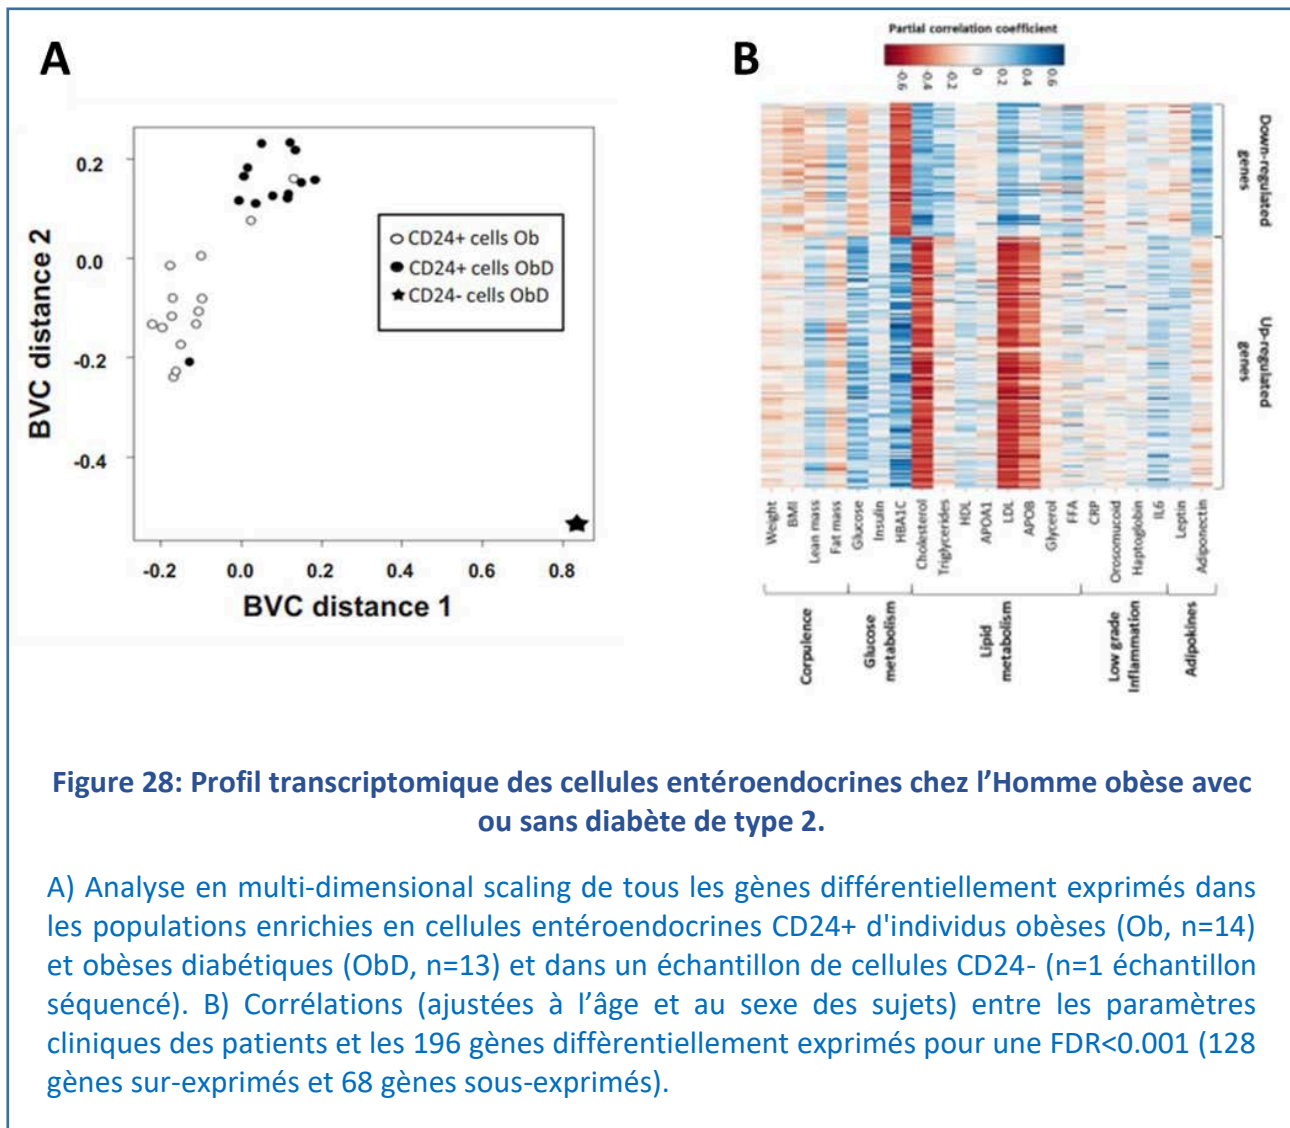 A
BVC distance 2
0.2
0.0
-0.2
-0.4
-0.2
0.0
0.2
0.4
0.6
0.8
BVC distance 1
CD24+ cells Ob
CD24+ cells ObD
CD24- cells ObD
B
Partial correlation coefficient
-0.6
-0.4
-0.2
0
0.2
0.4
0.6
Down-regulated
genes
Up-regulated
genes
Weight
BMI
Lean mass
Fat mass
Glucose
Insulin
HBA1C
Cholesterol
Triglycerides
HDL
APOA1
LDL
APOB
Glycerol
FFA
CRP
Orosomucoid
Haptoglobin
IL6
Leptin
Adiponectin
Corpulence
Glucose
metabolism
Lipid
metabolism
Low grade
Inflammation
Adipokines
Figure 28: Profil transcriptomique des cellules entéroendocrines chez l’Homme obèse avec
ou sans diabète de type 2.
A) Analyse en multi-dimensional scaling de tous les gènes différentiellement exprimés dans
les populations enrichies en cellules entéroendocrines CD24+ d'individus obèses (Ob, n=14)
et obèses diabétiques (ObD, n=13) et dans un échantillon de cellules CD24- (n=1 échantillon
séquencé). B) Corrélations (ajustées à l’âge et au sexe des sujets) entre les paramètres
cliniques des patients et les 196 gènes diffèrentiellement exprimés pour une FDR<0.001 (128
gènes sur-exprimés et 68 gènes sous-exprimés).